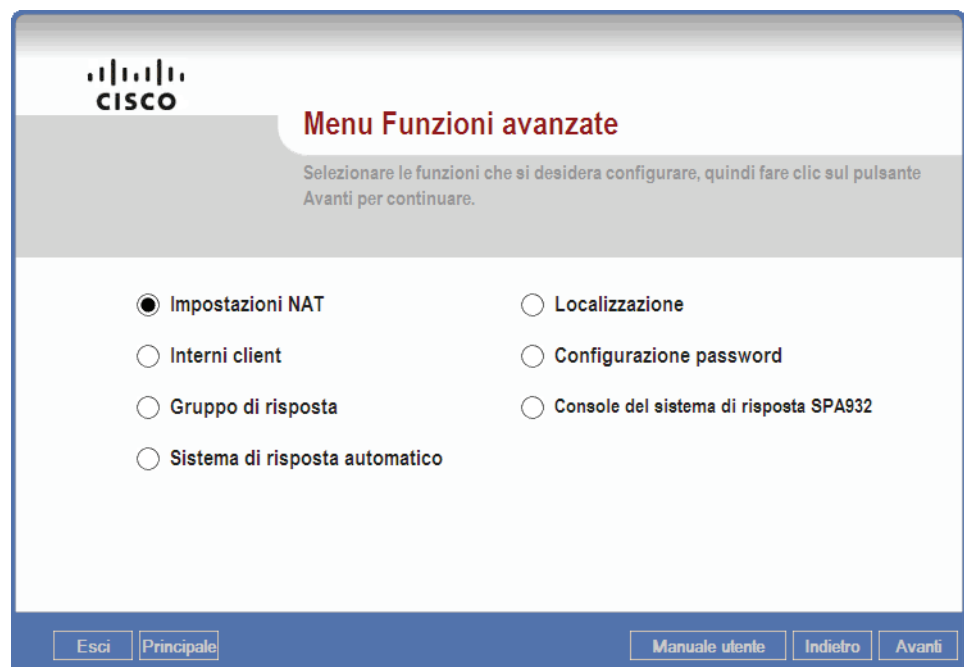 CISCO
Menu Funzioni avanzate
Selezionare le funzioni che si desidera configurare, quindi fare clic sul pulsante
Avanti per continuare.
Impostazioni NAT
Localizzazione
Interni client
Configurazione password
Gruppo di risposta
Console del sistema di risposta SPA932
Sistema di risposta automatico
Esci
Principale
Manuale utente
Indietro
Avanti